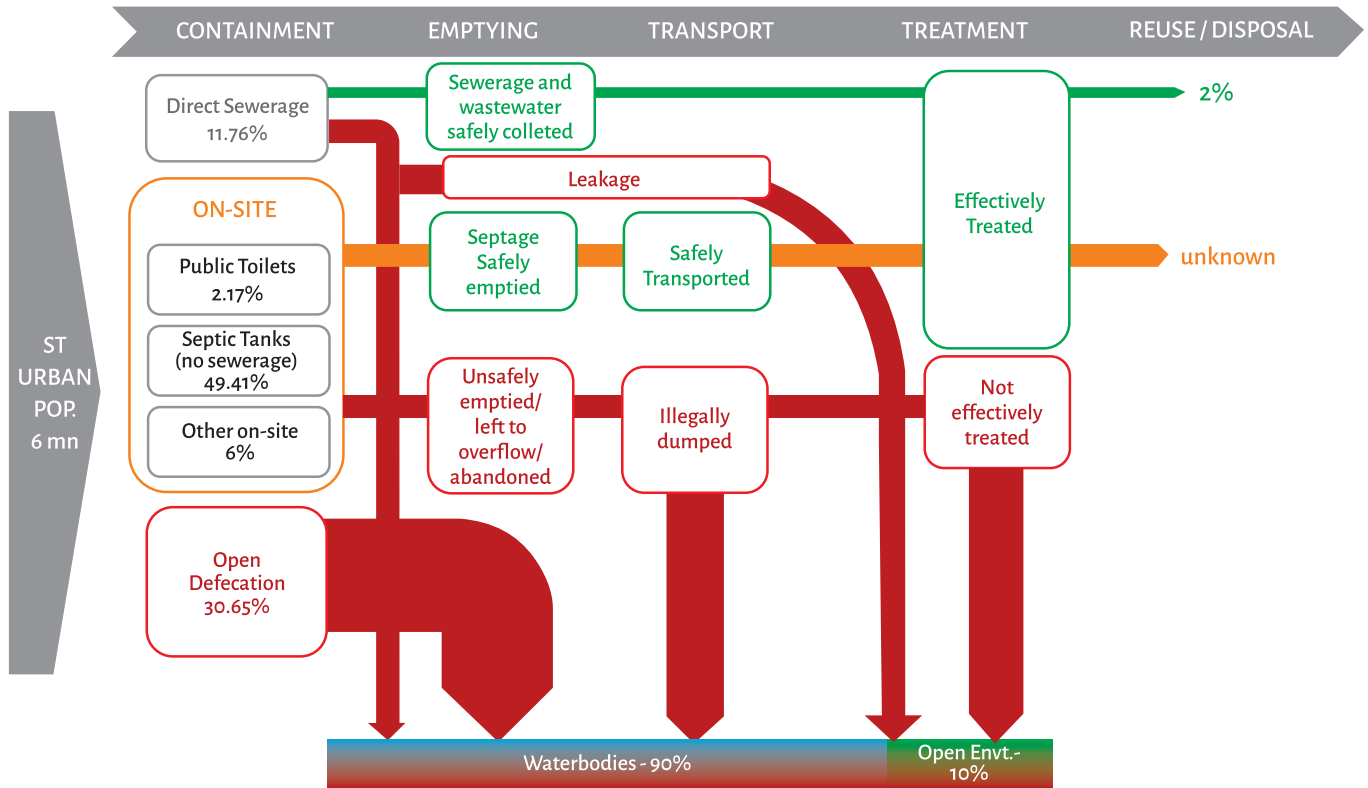 CONTAINMENT
EMPTYING
TRANSPORT
TREATMENT
REUSE / DISPOSAL
ST
URBAN
POP.
6 mn
Direct Sewerage
11.76%
Sewerage and
wastewater
safely colleted
2%
Leakage
Effectively
Treated
ON-SITE
Public Toilets
2.17%
Septic Tanks
(no sewerage)
49.41%
Other on-site
6%
Septage
Safely
emptied
Safely
Transported
unknown
Unsafely
emptied/
left to
overflow/
abandoned
Illegally
dumped
Not
effectively
treated
Open
Defecation
30.65%
Waterbodies - 90%
Open Envt.-
10%